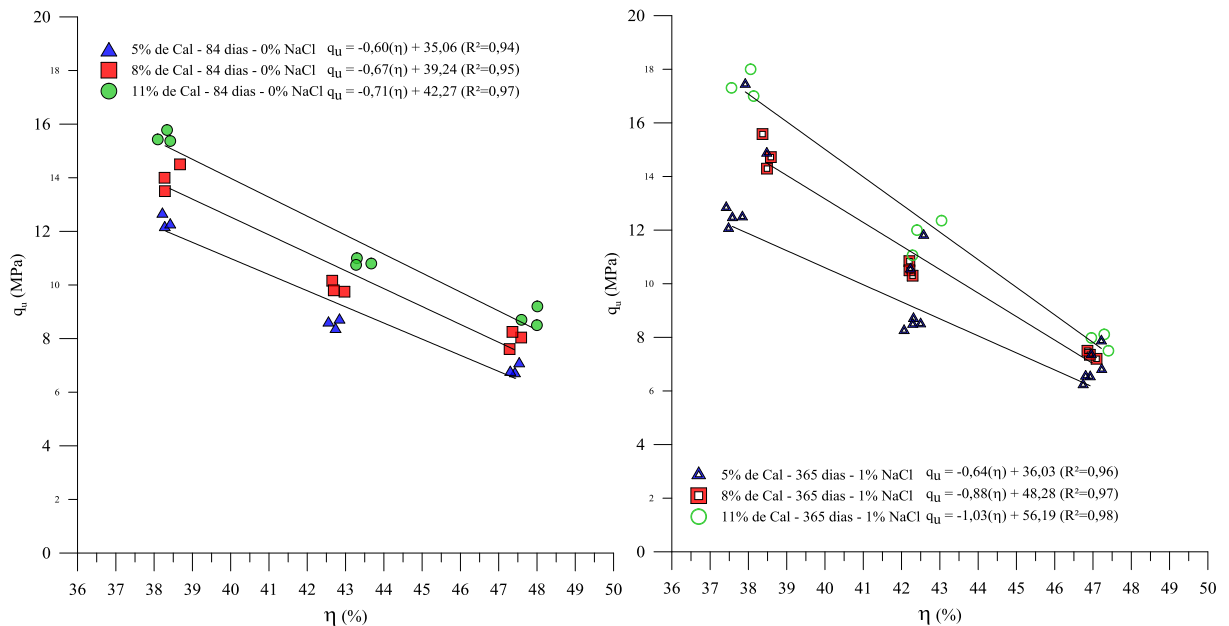 20
18
16
14
12
10
8
6
4
2
0
q_u (MPa)
▲ 5% de Cal - 84 dias - 0% NaCl q_u = -0,60(η) + 35,06 (R²=0,94)
■ 8% de Cal - 84 dias - 0% NaCl q_u = -0,67(η) + 39,24 (R²=0,95)
● 11% de Cal - 84 dias - 0% NaCl q_u = -0,71(η) + 42,27 (R²=0,97)
36 37 38 39 40 41 42 43 44 45 46 47 48 49 50
η (%)
20
18
16
14
12
10
8
6
4
2
0
q_u (MPa)
5% de Cal - 365 dias - 1% NaCl q_u = -0,64(η) + 36,03 (R²=0,96)
8% de Cal - 365 dias - 1% NaCl q_u = -0,88(η) + 48,28 (R²=0,97)
11% de Cal - 365 dias - 1% NaCl q_u = -1,03(η) + 56,19 (R²=0,98)
36 37 38 39 40 41 42 43 44 45 46 47 48 49 50
η (%)